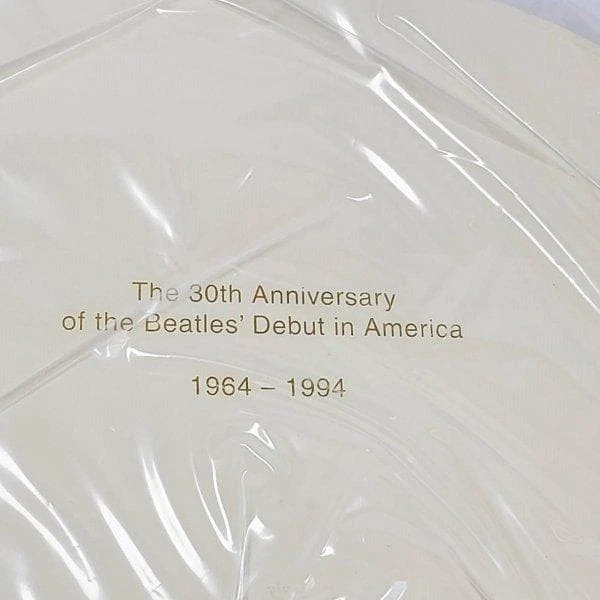 The 30th Anniversary
of the Beatles’ Debut in America
1964 – 1994